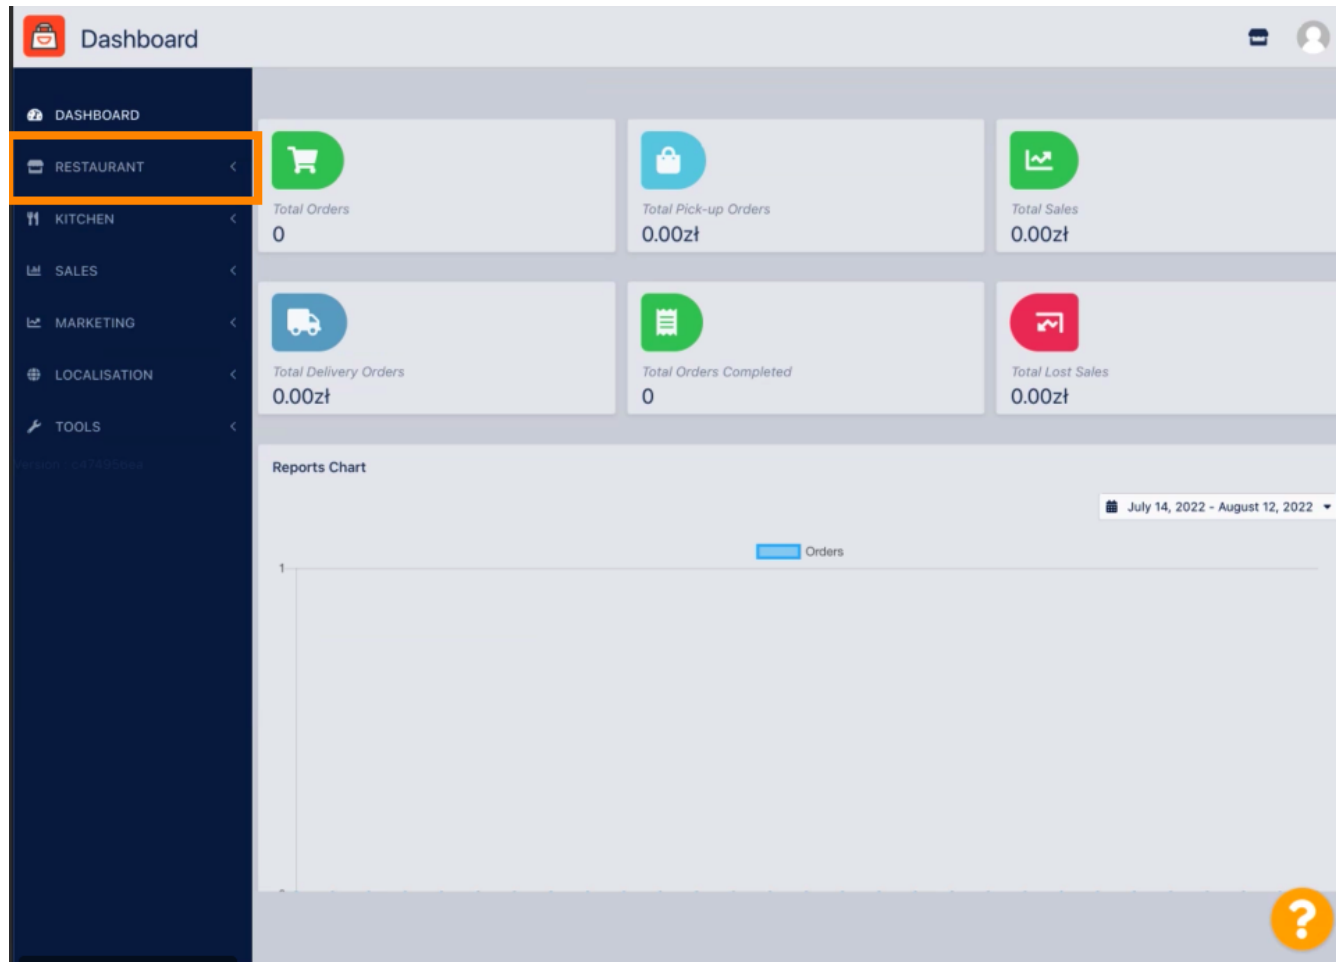 Dashboard
DASHBOARD
RESTAURANT
KITCHEN
SALES
MARKETING
LOCALISATION
TOOLS
Total Orders
0
Total Pick-up Orders
0.00zł
Total Sales
0.00zł
Total Delivery Orders
0.00zł
Total Orders Completed
0
Total Lost Sales
0.00zł
Reports Chart
July 14, 2022 - August 12, 2022
Orders
1
?